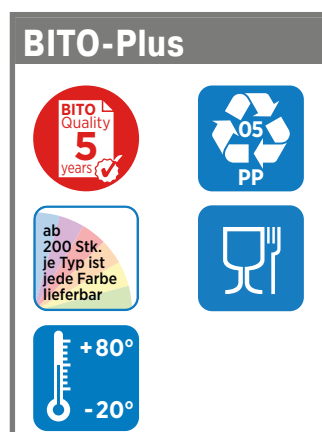 BITO-Plus
BITO
Quality
5
years
05
PP
ab
200 Stk.
je Typ ist
jede Farbe
lieferbar
+80°
-20°